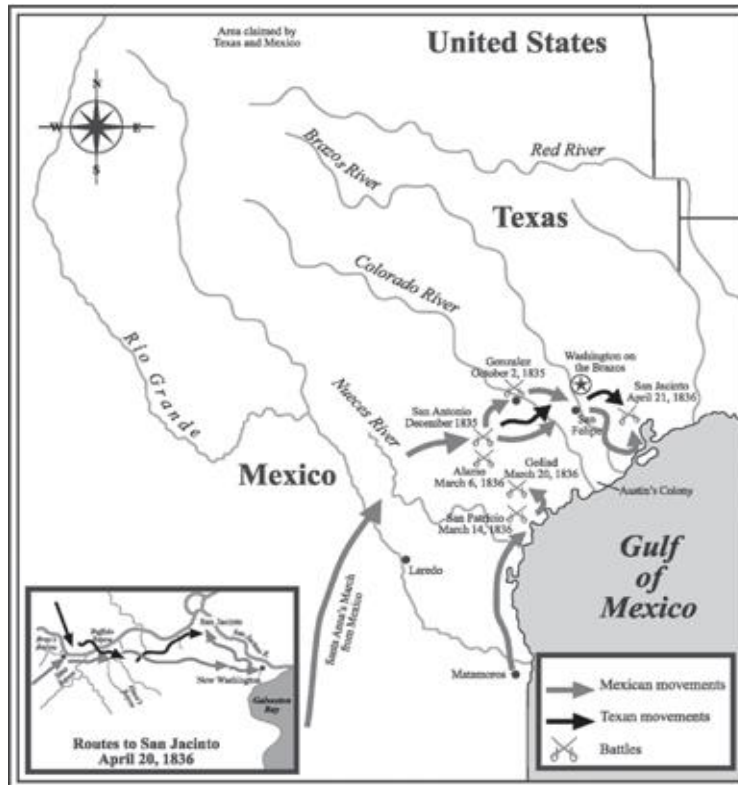 Area claimed by
Texas and Mexico
United States
N
W
E
S
Red River
Brazos River
Texas
Colorado River
Gonzalez
October 2, 1835
Washington on
the Brazos
San Jacinto
April 21, 1836
Rio Grande
Nueces River
San Antonio
December 1835
San
Felipe
Mexico
Alamo
March 6, 1836
Goliad
March 20, 1836
Austin's Colony
San Patricio
March 14, 1836
Gulf
of
Mexico
Laredo
Santa Anna's March
from Mexico
Matamoros
San Jacinto
Buffalo
New Washington
Galveston
Bay
Routes to San Jacinto
April 20, 1836
Mexican movements
Texan movements
Battles